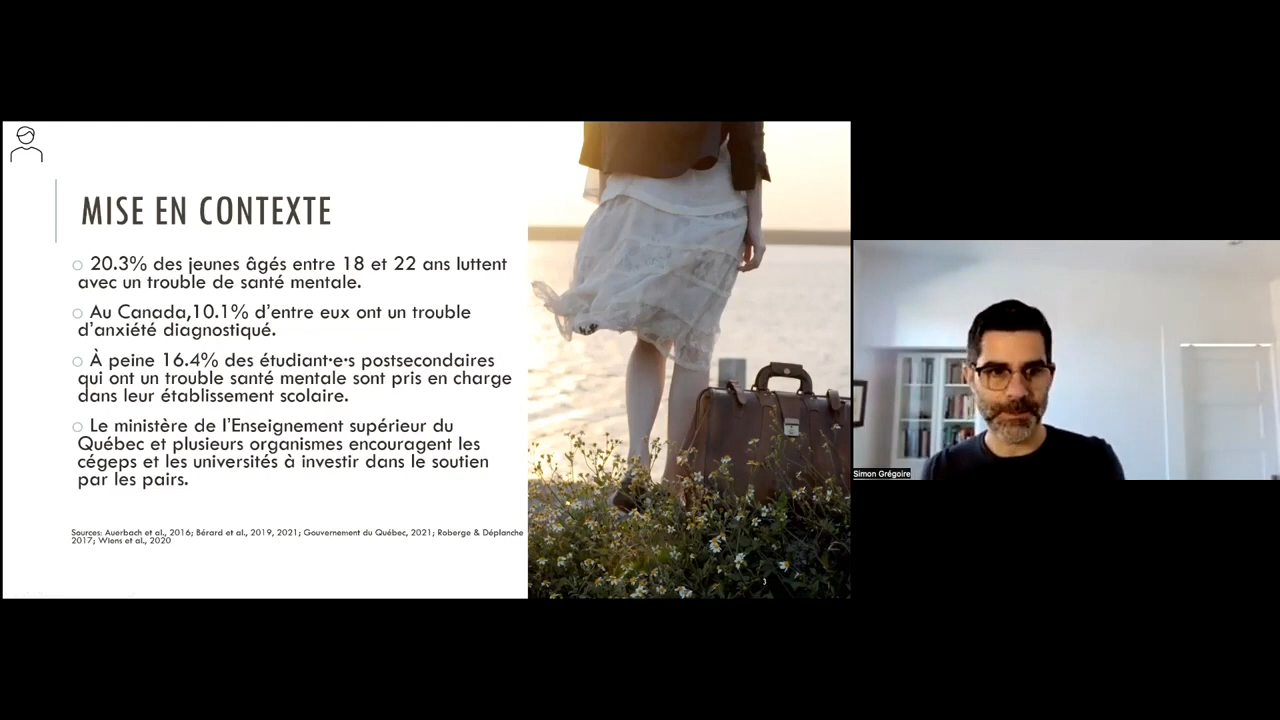 MISE EN CONTEXTE
○ 20.3% des jeunes âgés entre 18 et 22 ans luttent
avec un trouble de santé mentale.
○ Au Canada,10.1% d'entre eux ont un trouble
d'anxiété diagnostiqué.
○ À peine 16.4% des étudiant·e·s postsecondaires
qui ont un trouble santé mentale sont pris en charge
dans leur établissement scolaire.
○ Le ministère de l'Enseignement supérieur du
Québec et plusieurs organismes encouragent les
cégeps et les universités à investir dans le soutien
par les pairs.
Sources: Auerbach et al., 2016; Bérard et al., 2019, 2021; Gouvernement du Québec, 2021; Roberge & Déplanche
2017; Wiens et al., 2020
3
Simon Grégoire